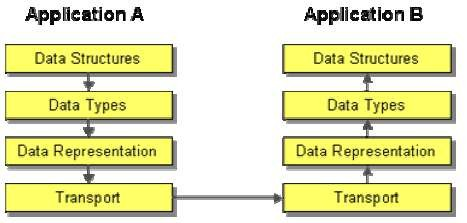 Application A
Application B
Data Structures
Data Structures
Data Types
Data Types
Data Representation
Data Representation
Transport
Transport